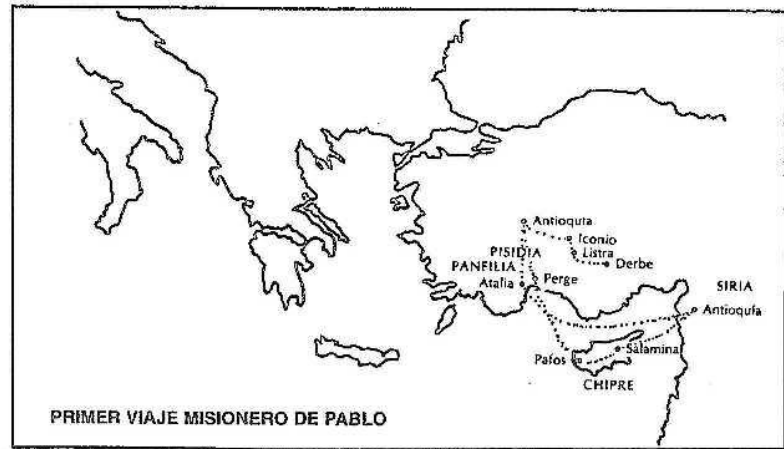 Antioquía
Iconio
PISIDIA
Listra
PANFILIA
Derbe
Atalia
Perge
SIRIA
Antioquía
Pafos
Salamina
CHIPRE
PRIMER VIAJE MISIONERO DE PABLO